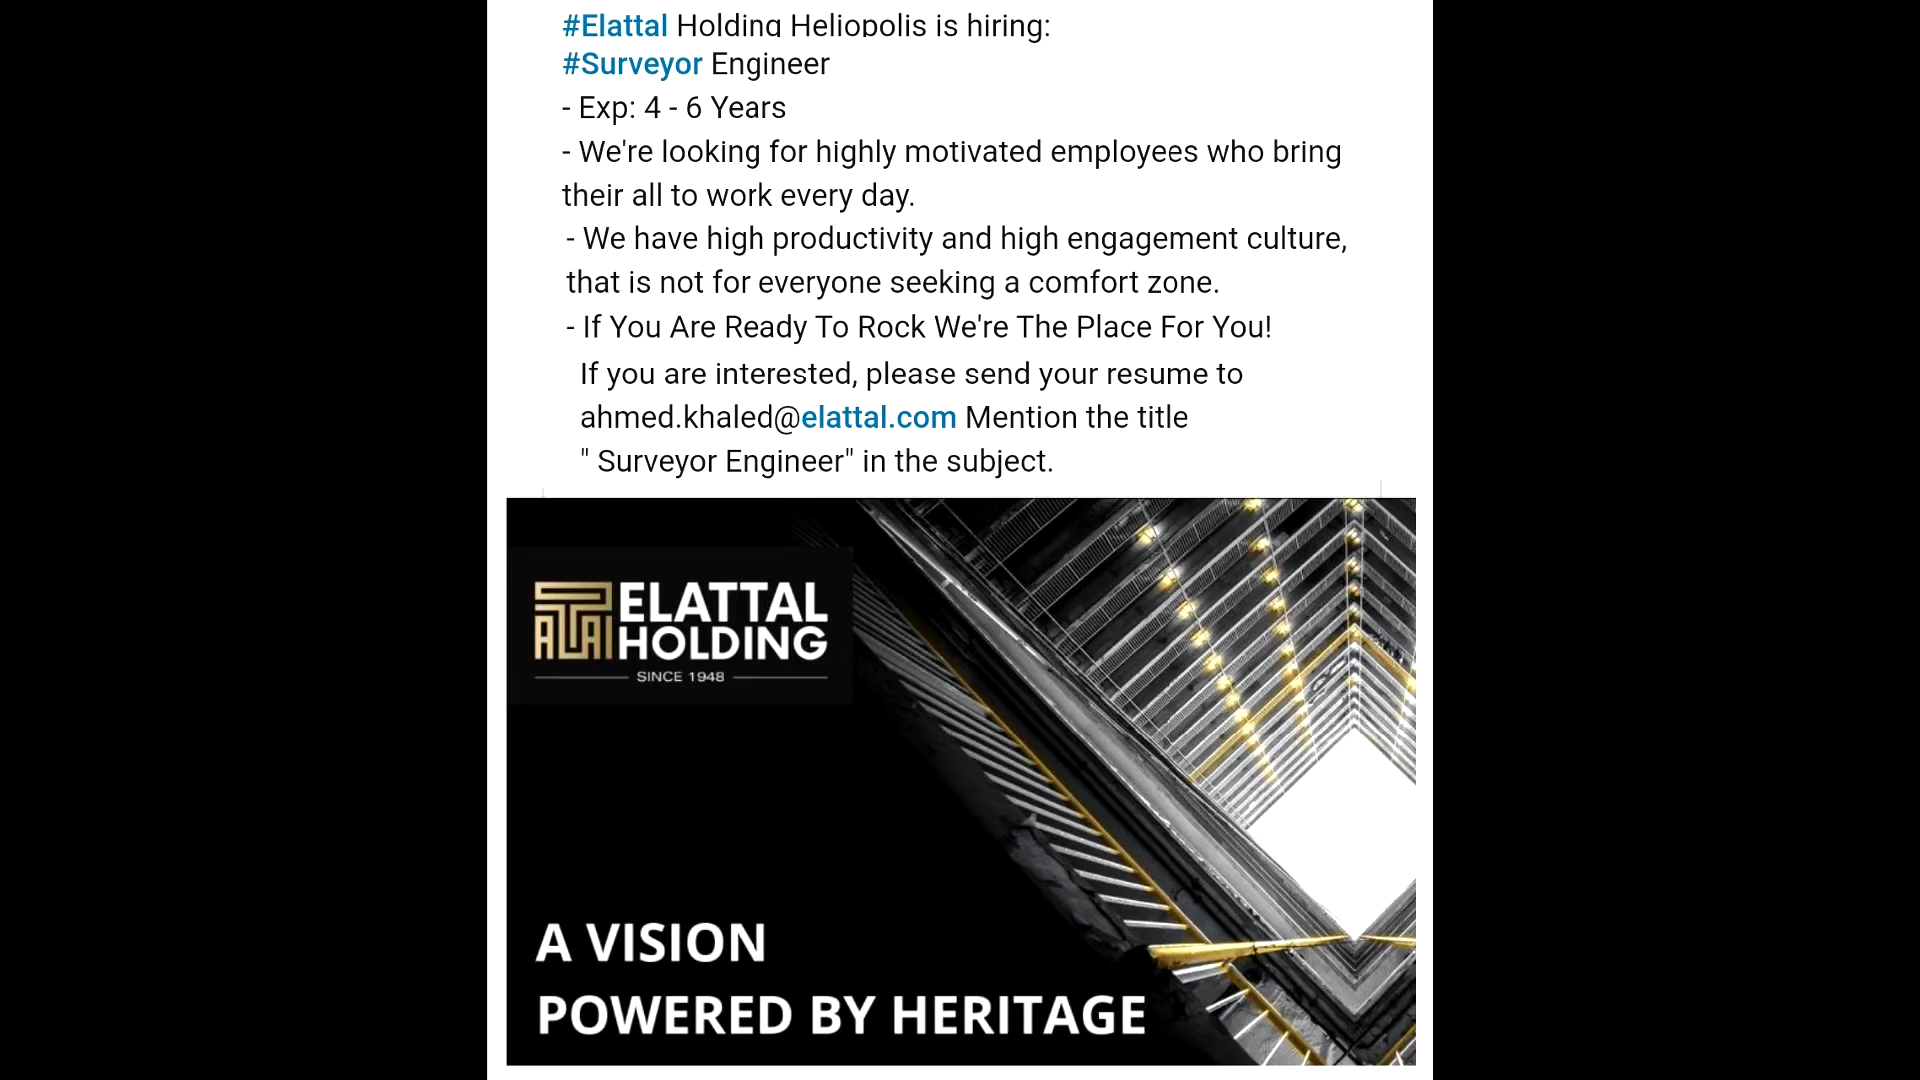 #Elattal Holding Heliopolis is hiring:
#Surveyor Engineer
- Exp: 4 - 6 Years
- We're looking for highly motivated employees who bring
their all to work every day.
- We have high productivity and high engagement culture,
that is not for everyone seeking a comfort zone.
- If You Are Ready To Rock We're The Place For You!
If you are interested, please send your resume to
ahmed.khaled@elattal.com Mention the title
" Surveyor Engineer" in the subject.
ELATTAL
HOLDING
SINCE 1948
A VISION
POWERED BY HERITAGE